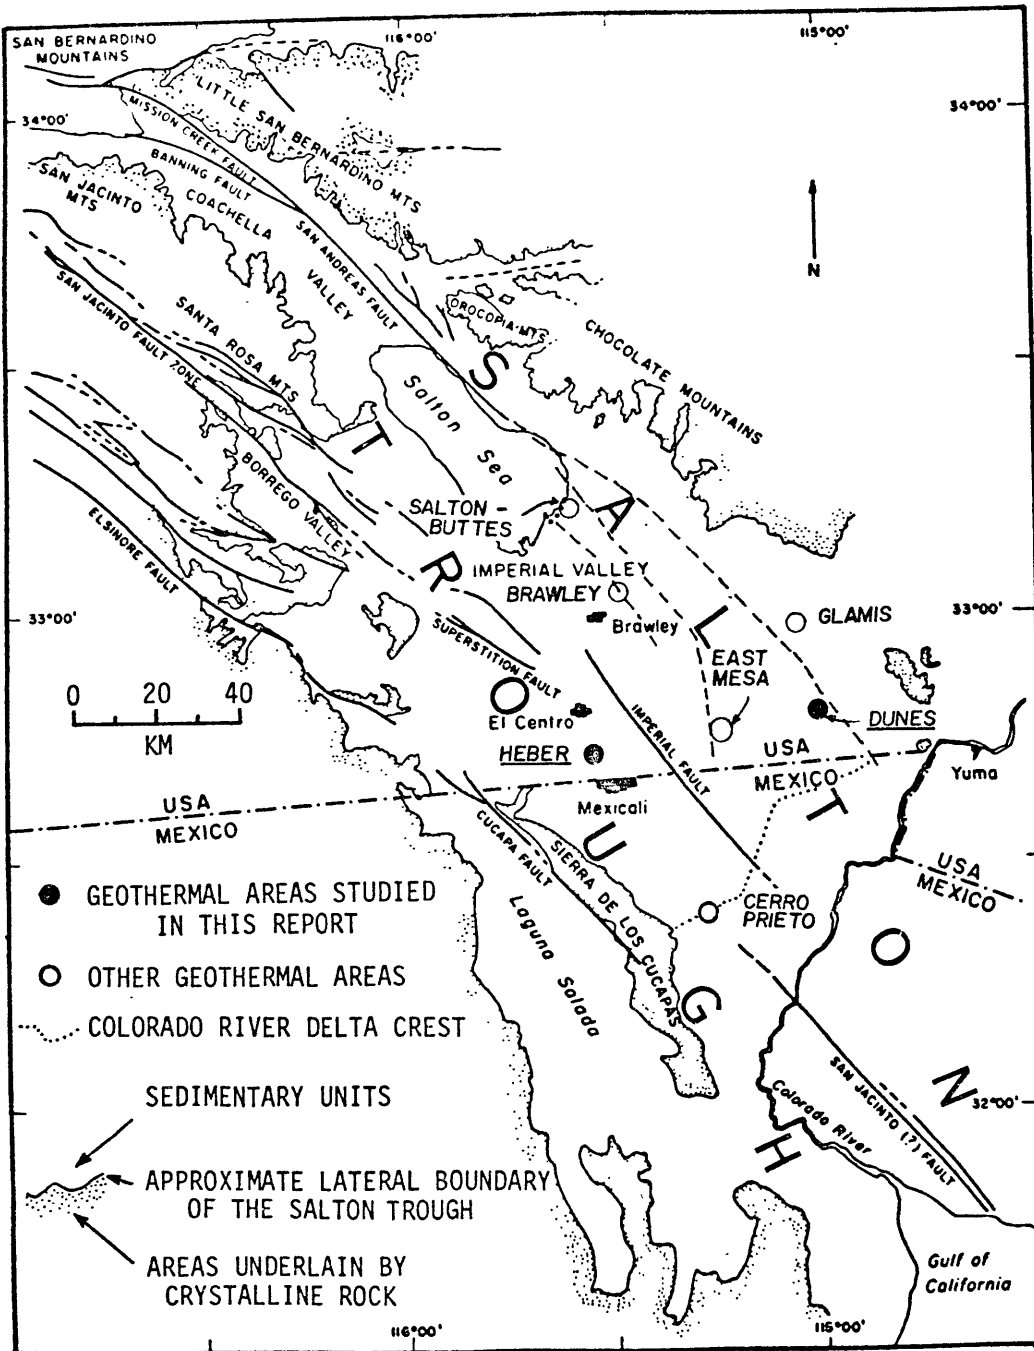 SAN BERNARDINO
MOUNTAINS
116°00'
115°00'
34°00'
34°00'
LITTLE SAN BERNARDINO MTS
MISSION CREEK FAULT
BANNING FAULT
SAN JACINTO
MTS
COACHELLA
VALLEY
SAN ANDREAS FAULT
N
SAN JACINTO FAULT ZONE
SANTA ROSA MTS
OROCOPIA MTS
CHOCOLATE MOUNTAINS
SALTON
TROUGH
Salton
Sea
BORREGO VALLEY
SALTON
BUTTES
ELSINORE FAULT
IMPERIAL VALLEY
BRAWLEY
Brawley
GLAMIS
33°00'
33°00'
SUPERSTITION FAULT
EAST
MESA
0 20 40
KM
El Centro
HEBER
IMPERIAL FAULT
DUNES
USA
MEXICO
Yuma
USA
MEXICO
Mexicali
CUCAPA FAULT
SIERRA DE LOS CUCAPAS
USA
MEXICO
CERRO
PRIETO
Laguna Salada
GEOTHERMAL AREAS STUDIED
IN THIS REPORT
OTHER GEOTHERMAL AREAS
COLORADO RIVER DELTA CREST
SEDIMENTARY UNITS
APPROXIMATE LATERAL BOUNDARY
OF THE SALTON TROUGH
AREAS UNDERLAIN BY
CRYSTALLINE ROCK
SAN JACINTO (?) FAULT
Colorado River
32°00'
Gulf of
California
116°00'
115°00'